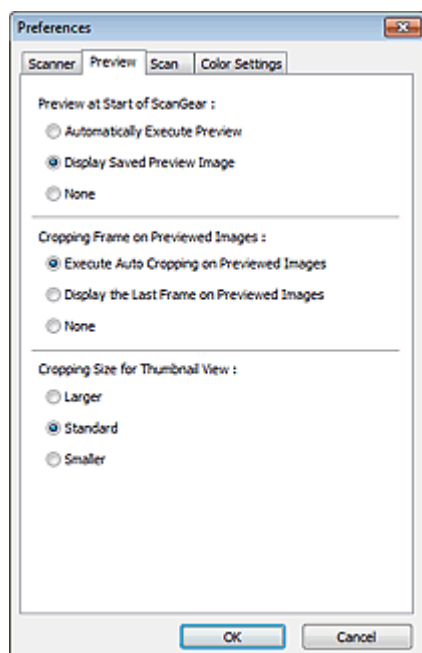 Preferences
Scanner Preview Scan Color Settings
Preview at Start of ScanGear :
Automatically Execute Preview
Display Saved Preview Image
None
Cropping Frame on Previewed Images :
Execute Auto Cropping on Previewed Images
Display the Last Frame on Previewed Images
None
Cropping Size for Thumbnail View :
Larger
Standard
Smaller
OK Cancel